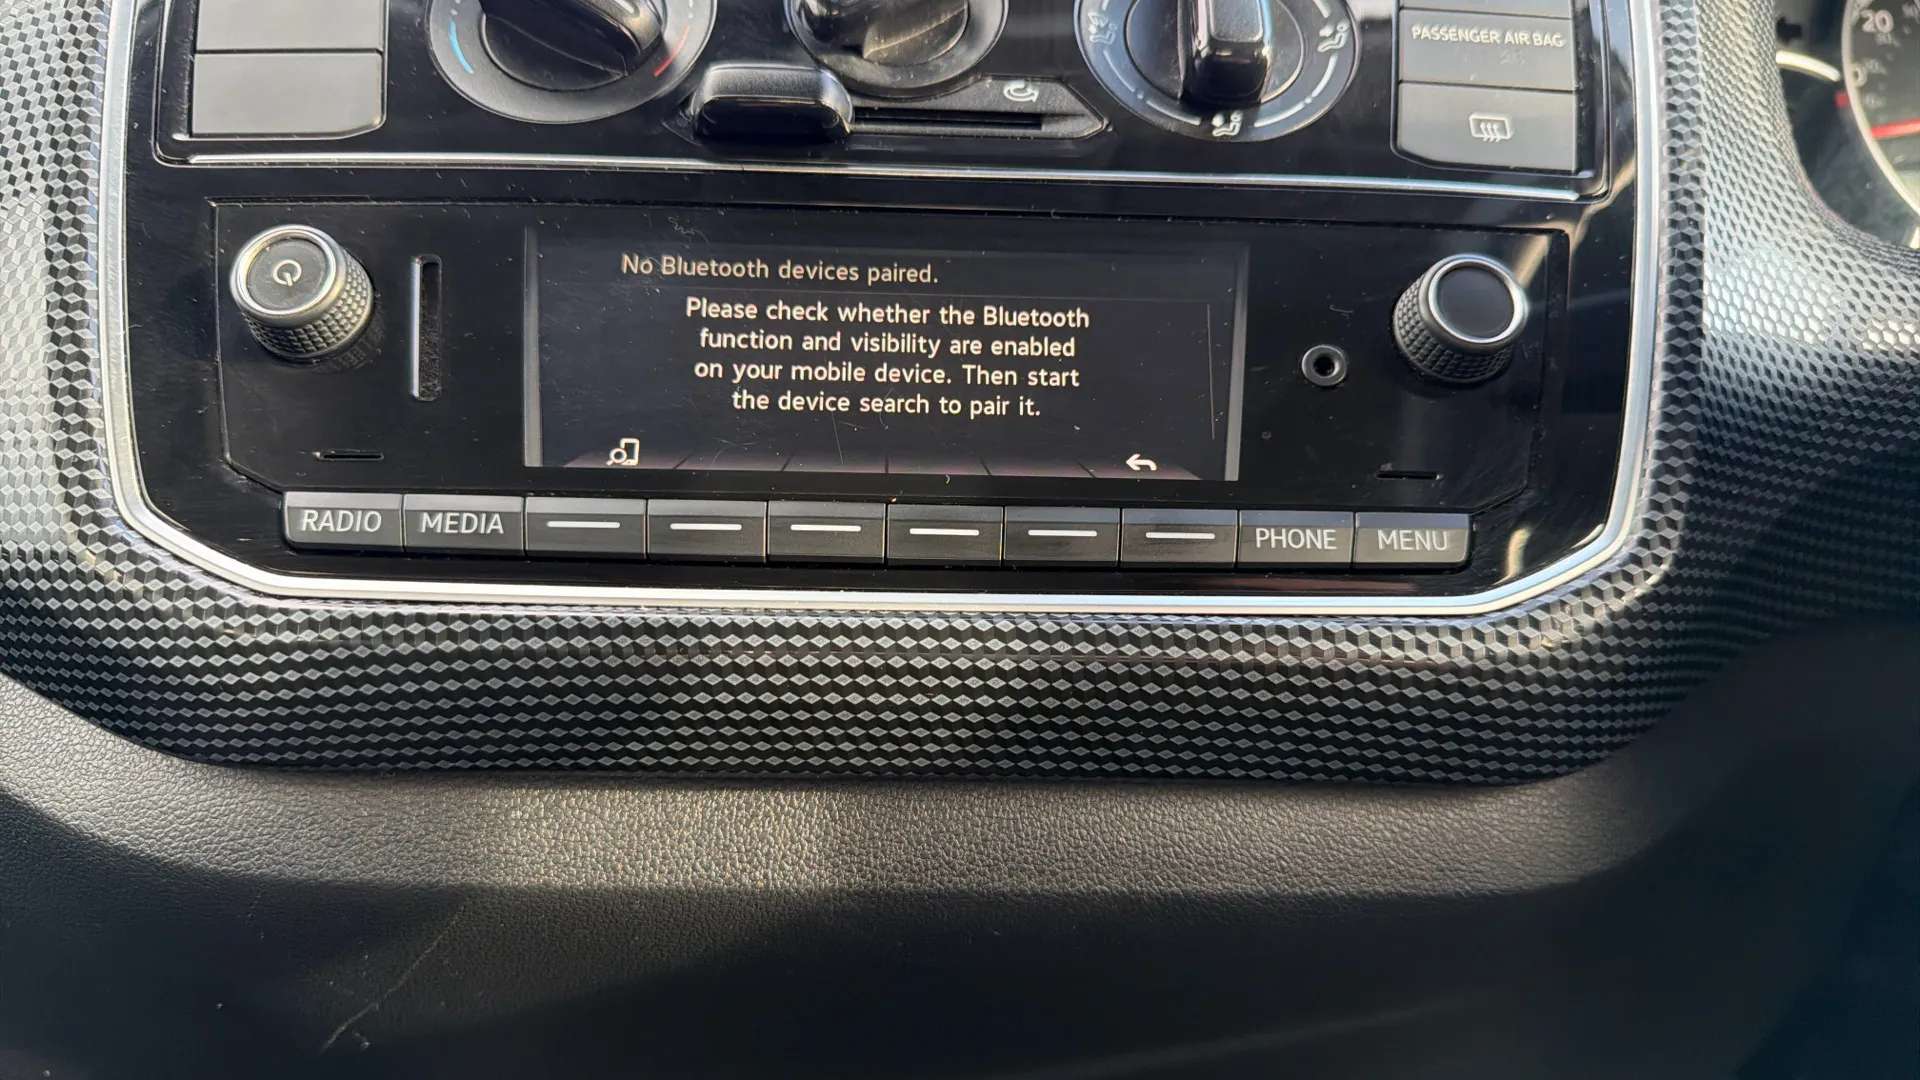 PASSENGER AIR BAG
20
No Bluetooth devices paired.
Please check whether the Bluetooth
function and visibility are enabled
on your mobile device. Then start
the device search to pair it.
RADIO
MEDIA
PHONE
MENU